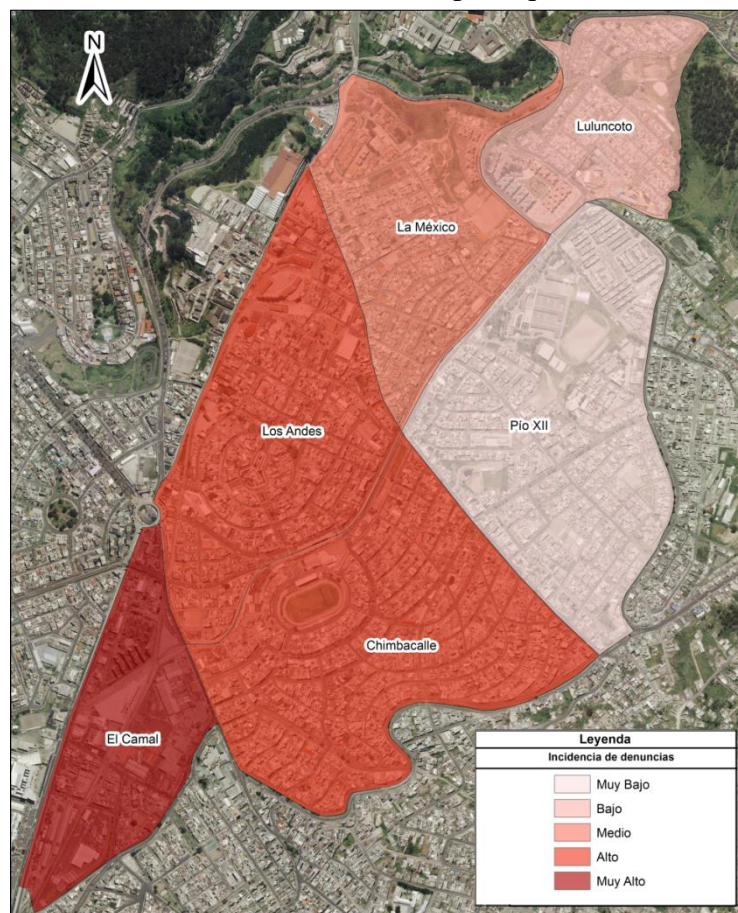 N
Luluncoto
La México
Los Andes
Pío XII
Chimbacalle
El Camal
Leyenda
Incidencia de denuncias
Muy Bajo
Bajo
Medio
Alto
Muy Alto